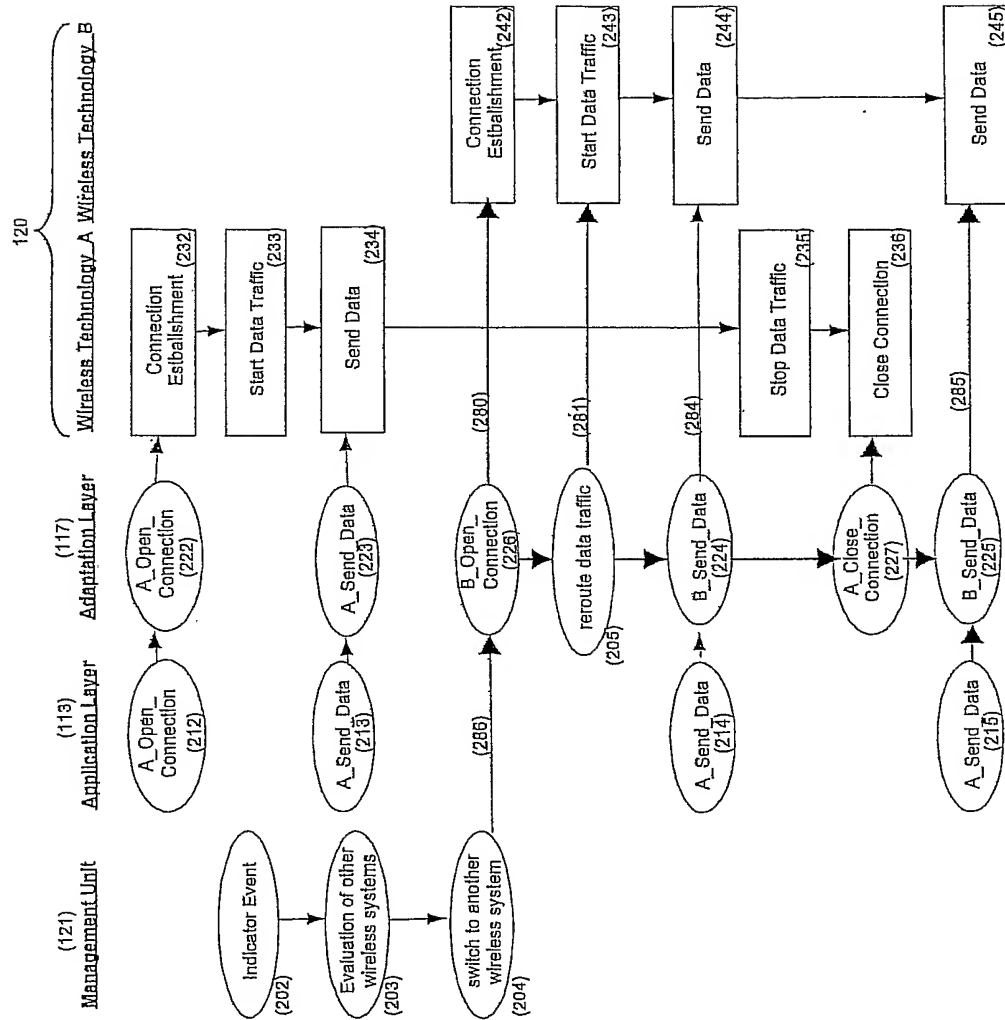 (121)
Management Unit
(113)
Application Layer
(117)
Adaptation Layer
120
Wireless Technology A
Wireless Technology B
A_Open_
Connection
(212)
A_Open_
Connection
(222)
Connection
Estbalishment
(232)
Indicator Event
(202)
Start Data Traffic
(233)
Evaluation of other
wireless systems
(203)
A_Send_Data
(213)
A_Send_Data
(223)
Send Data
(234)
switch to another
wireless system
(204)
(286)
B_Open_
Connection
(226)
(280)
Connection
Estbalishment
(242)
reroute data traffic
(205)
(281)
Start Data Traffic
(243)
A_Send_Data
(214)
B_Send_Data
(224)
(284)
Send Data
(244)
Stop Data Traffic
(235)
A_Close_
Connection
(227)
Close Connection
(236)
A_Send_Data
(215)
B_Send_Data
(225)
(285)
Send Data
(245)